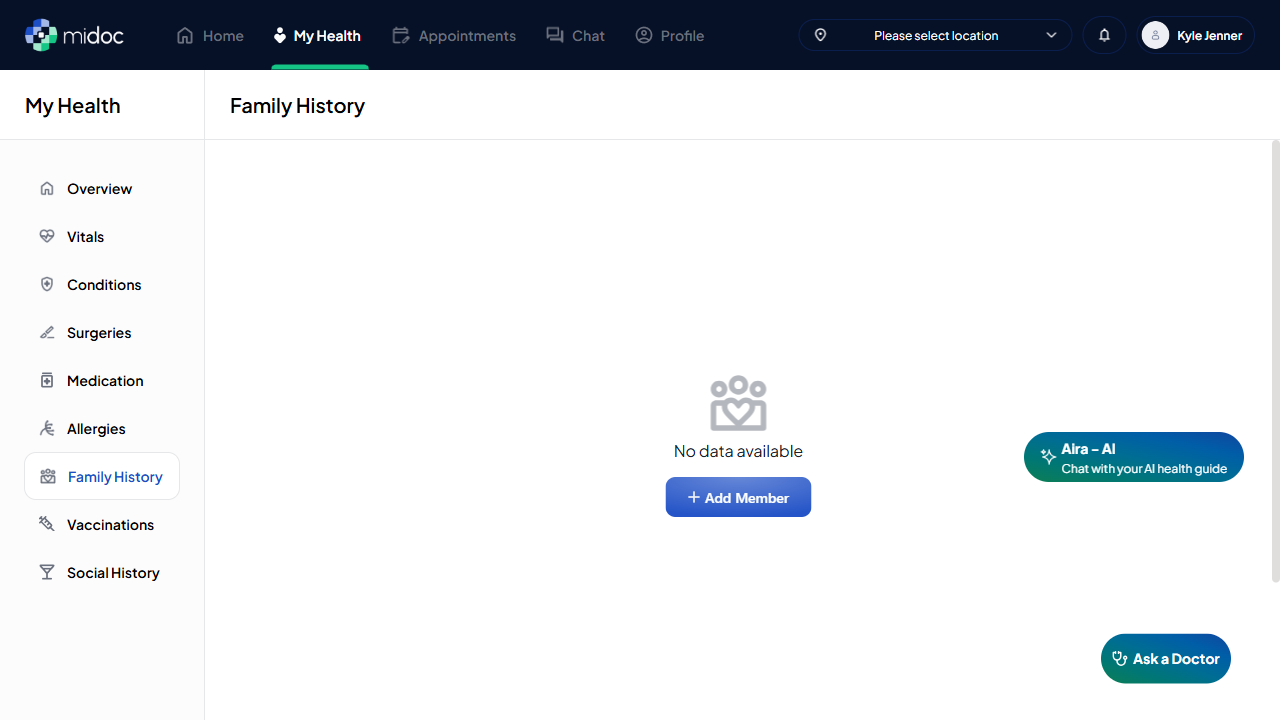 midoc
Home
My Health
Appointments
Chat
Profile
Please select location
Kyle Jenner
My Health
Family History
Overview
Vitals
Conditions
Surgeries
Medication
Allergies
Family History
Vaccinations
Social History
No data available
+ Add Member
Aira – AI
Chat with your AI health guide
Ask a Doctor